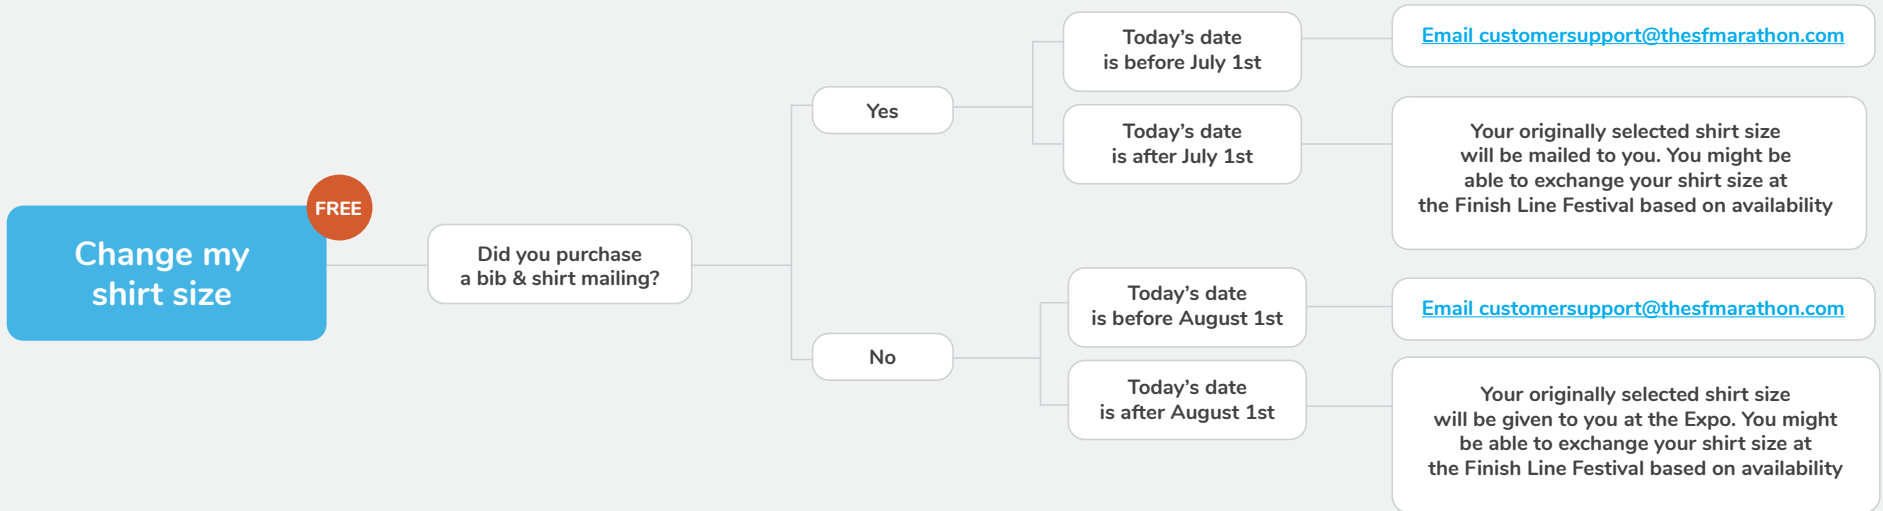 FREE
Change my
shirt size
Did you purchase
a bib & shirt mailing?
Yes
Today’s date
is before July 1st
Email customersupport@thesfmarathon.com
Today’s date
is after July 1st
Your originally selected shirt size
will be mailed to you. You might be
able to exchange your shirt size at
the Finish Line Festival based on availability
No
Today’s date
is before August 1st
Email customersupport@thesfmarathon.com
Today’s date
is after August 1st
Your originally selected shirt size
will be given to you at the Expo. You might
be able to exchange your shirt size at
the Finish Line Festival based on availability